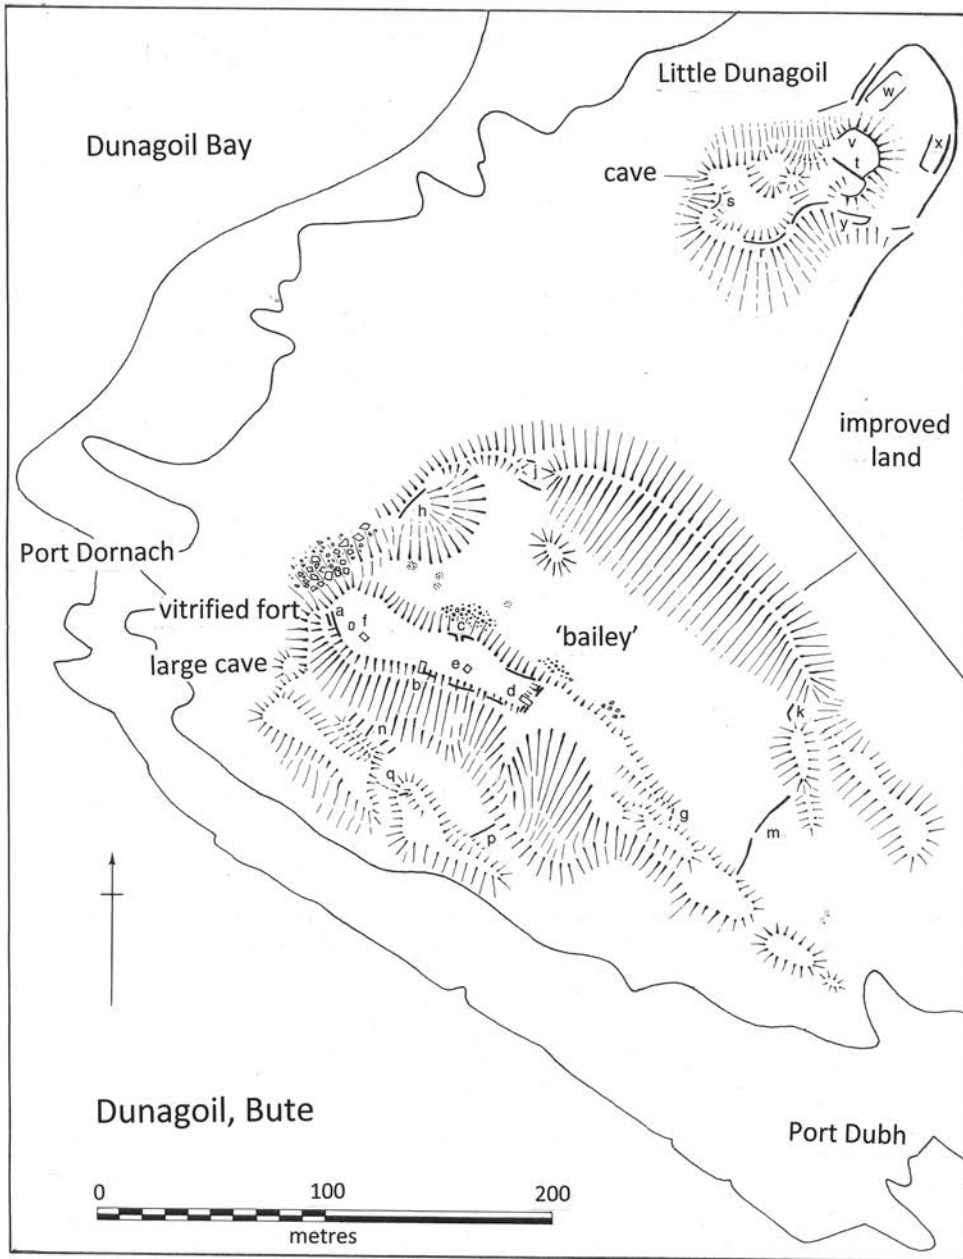 Little Dunagoil
w
Dunagoil Bay
v
x
t
cave
s
y
r
improved
land
j
h
Port Dornach
vitrified fort
a
f
c
'bailey'
large cave
e
b
d
k
n
q
g
p
m
Dunagoil, Bute
Port Dubh
0 100 200
metres